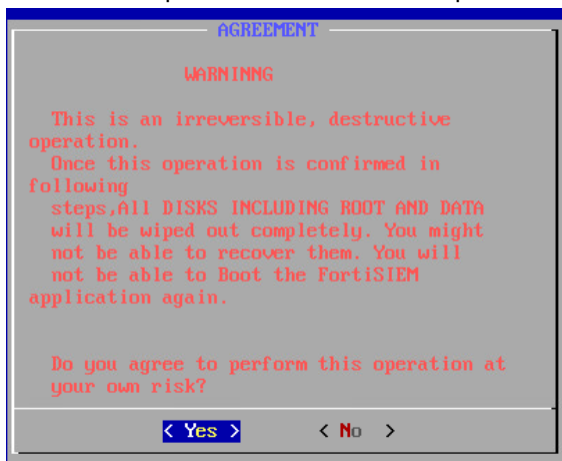 AGREEMENT
WARNINNG
This is an irreversible, destructive
operation.
Once this operation is confirmed in
following
steps,All DISKS INCLUDING ROOT AND DATA
will be wiped out completely. You might
not be able to recover them. You will
not be able to Boot the FortiSIEM
application again.
Do you agree to perform this operation at
your own risk?
< Yes > < No >